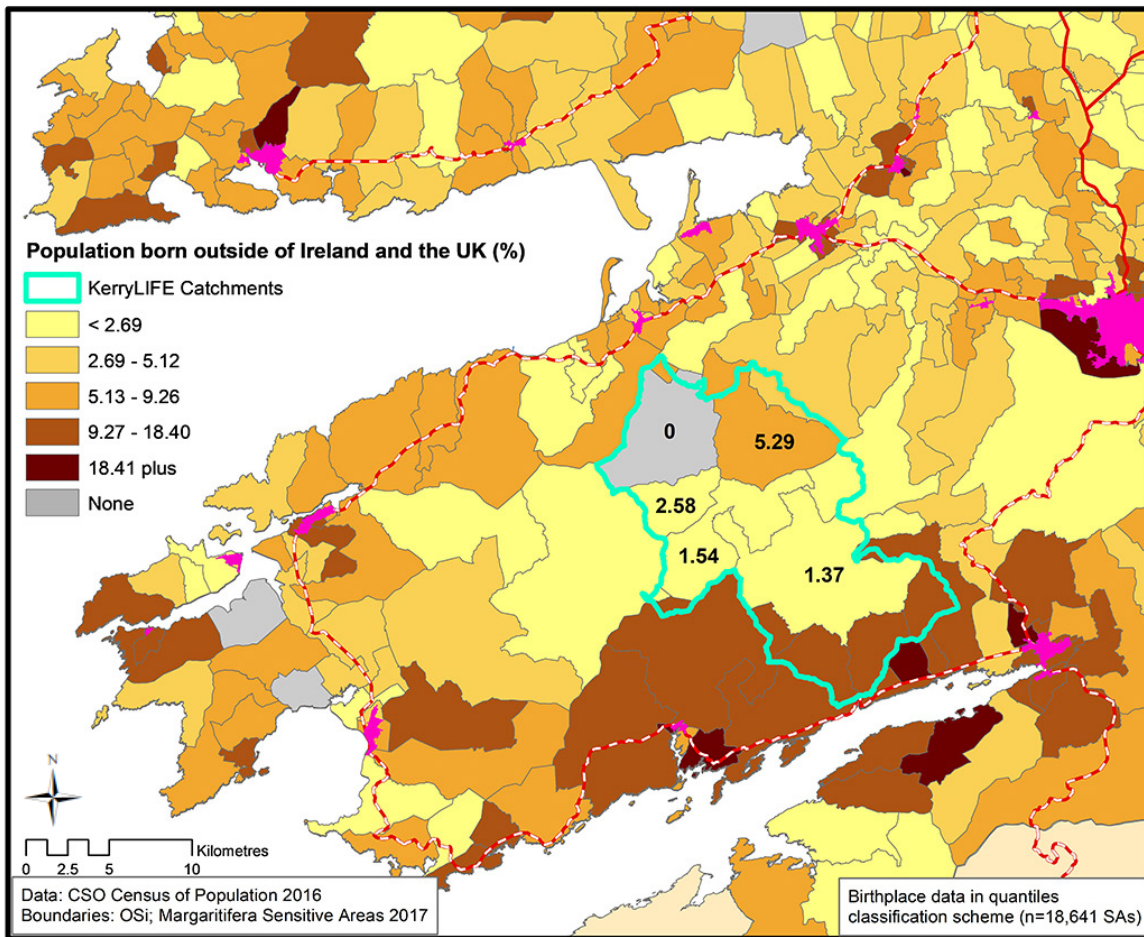 Population born outside of Ireland and the UK (%)
KerryLIFE Catchments
< 2.69
2.69 - 5.12
5.13 - 9.26
9.27 - 18.40
18.41 plus
None
0
5.29
2.58
1.54
1.37
N
Kilometres
0 2.5 5 10
Data: CSO Census of Population 2016
Boundaries: OSi; Margaritifera Sensitive Areas 2017
Birthplace data in quantiles
classification scheme (n=18,641 SAs)